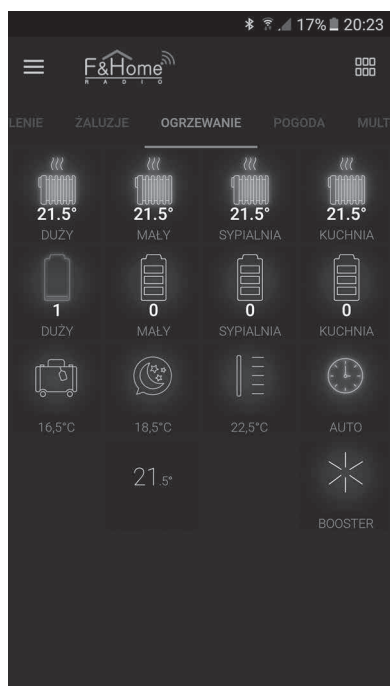 17% 20:23
F&Home
RADIO
LENIE ŻALUZJE OGRZEWANIE POGODA MULT
21.5° 21.5° 21.5° 21.5°
DUŻY MAŁY SYPIALNIA KUCHNIA
1 0 0 0
DUŻY MAŁY SYPIALNIA KUCHNIA
16,5°C 18,5°C 22,5°C AUTO
21.5°
BOOSTER